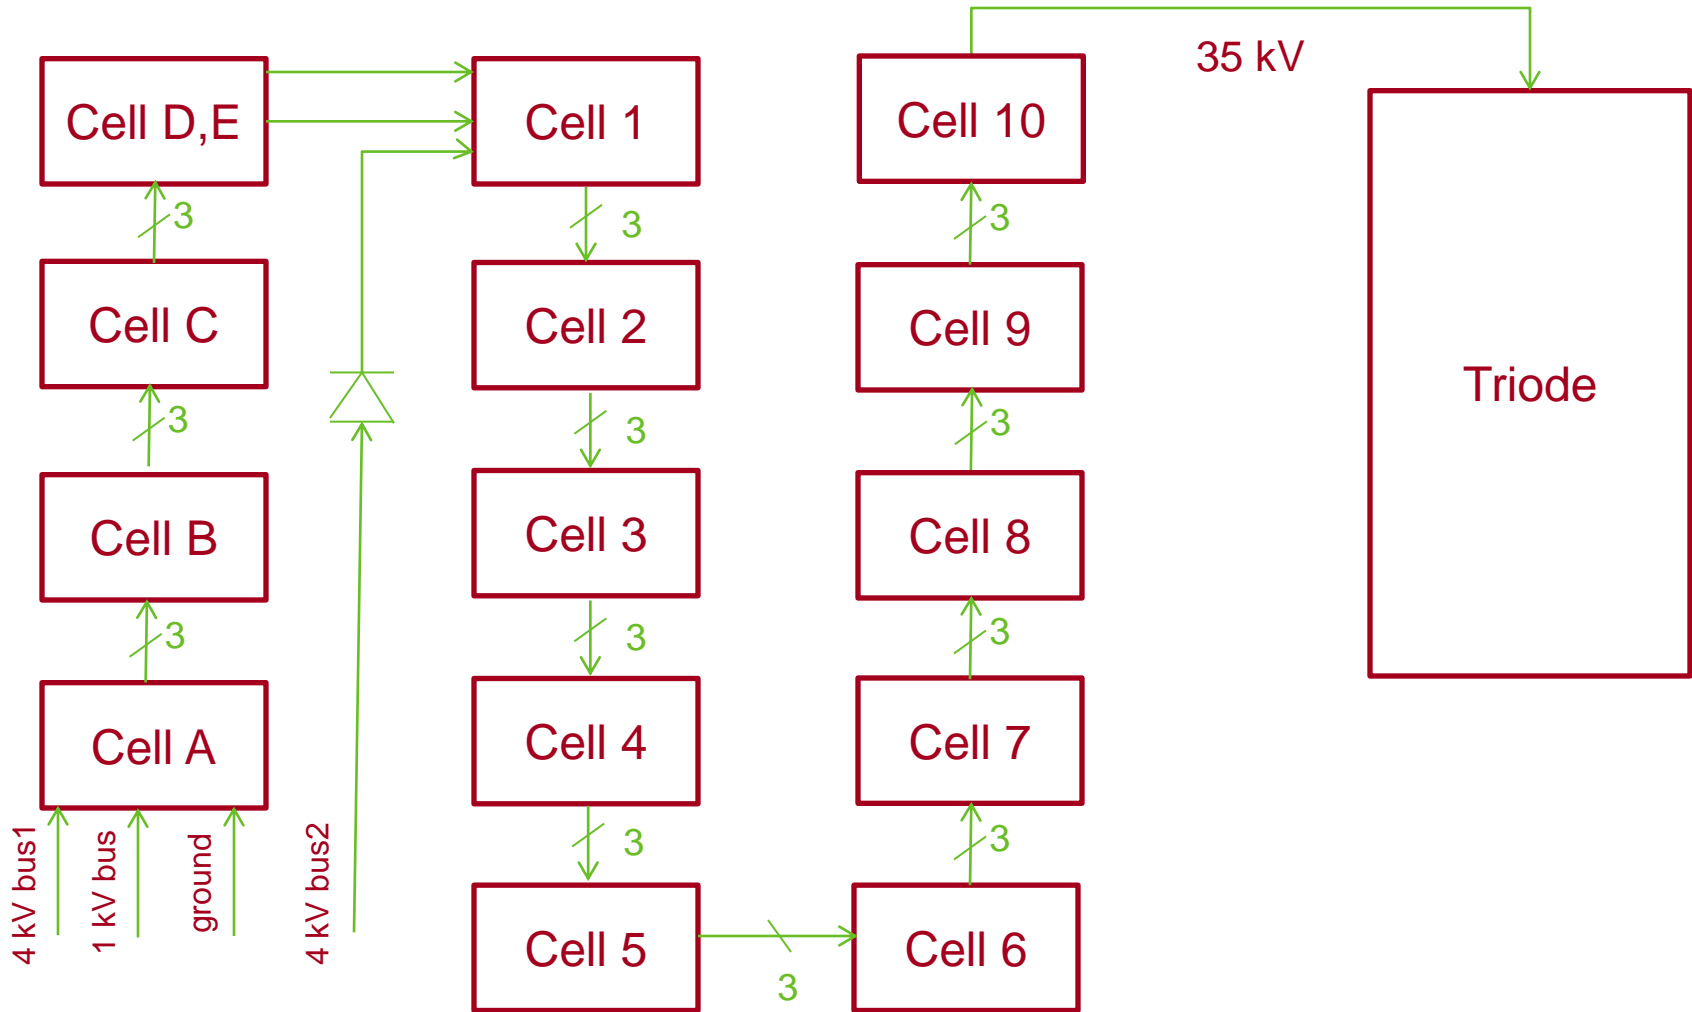 35 kV
Cell D,E
Cell 1
Cell 10
3
3
3
Cell C
Cell 2
Cell 9
Triode
3
3
3
Cell B
Cell 3
Cell 8
3
3
3
Cell A
Cell 4
Cell 7
4 kV bus1
1 kV bus
ground
4 kV bus2
3
3
Cell 5
Cell 6
3